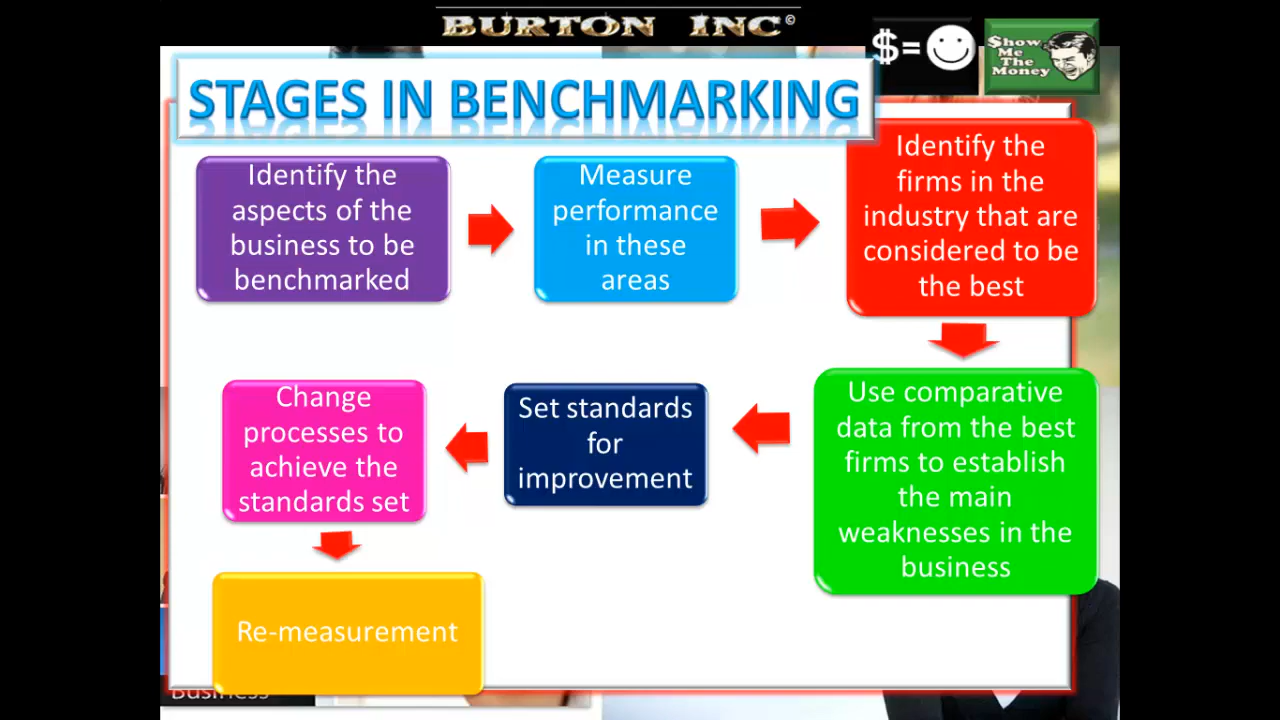 BURTON INC©
$=
Show
Me
The
Money
STAGES IN BENCHMARKING
Identify the
aspects of the
business to be
benchmarked
Measure
performance
in these
areas
Identify the
firms in the
industry that are
considered to be
the best
Use comparative
data from the best
firms to establish
the main
weaknesses in the
business
Set standards
for
improvement
Change
processes to
achieve the
standards set
Re-measurement
Business